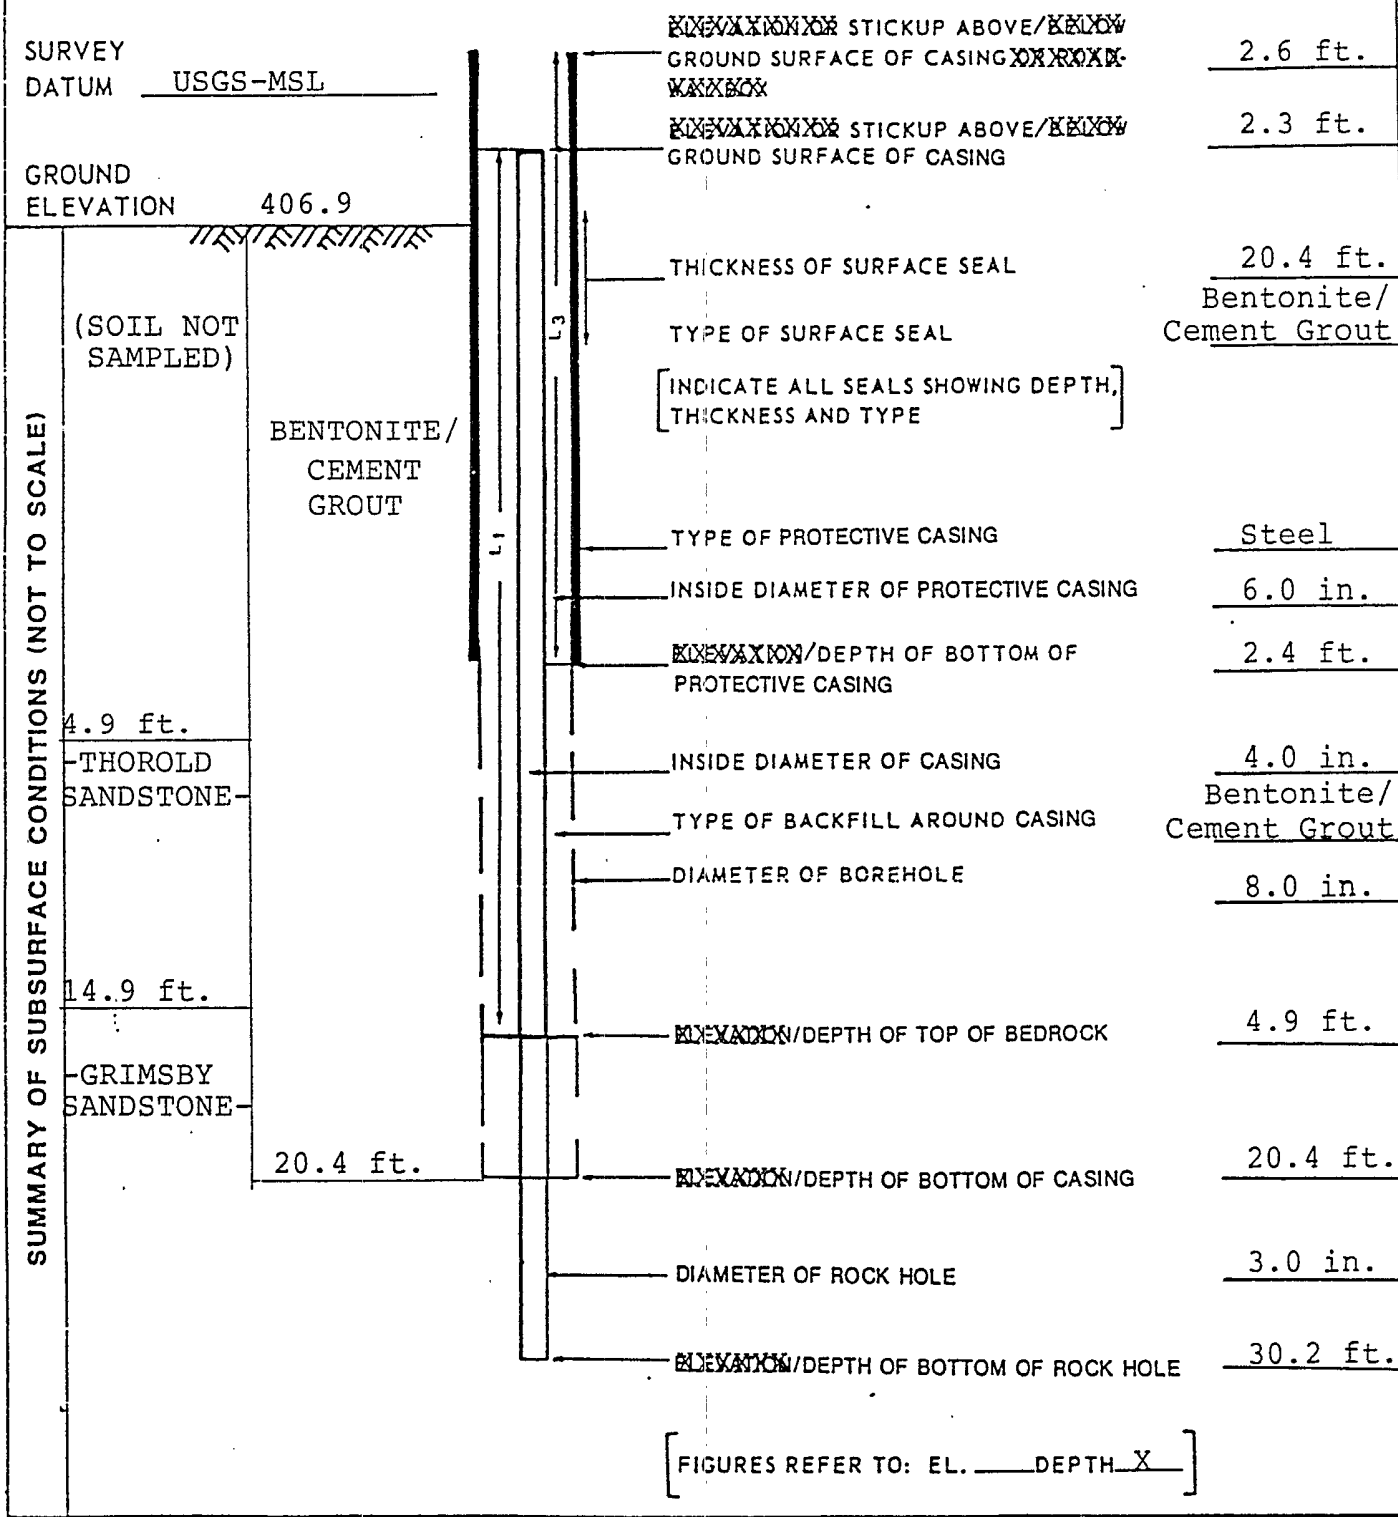 SURVEY
DATUM USGS-MSL
GROUND
ELEVATION 406.9
SUMMARY OF SUBSURFACE CONDITIONS (NOT TO SCALE)
(SOIL NOT
SAMPLED)
4.9 ft.
-THOROLD
SANDSTONE-
14.9 ft.
-GRIMSBY
SANDSTONE-
BENTONITE/
CEMENT
GROUT
20.4 ft.
L1
L3
STICKUP ABOVE/ 2.6 ft.
GROUND SURFACE OF CASING
STICKUP ABOVE/ 2.3 ft.
GROUND SURFACE OF CASING
THICKNESS OF SURFACE SEAL 20.4 ft.
Bentonite/
TYPE OF SURFACE SEAL Cement Grout
[INDICATE ALL SEALS SHOWING DEPTH,
THICKNESS AND TYPE]
TYPE OF PROTECTIVE CASING Steel
INSIDE DIAMETER OF PROTECTIVE CASING 6.0 in.
/DEPTH OF BOTTOM OF 2.4 ft.
PROTECTIVE CASING
INSIDE DIAMETER OF CASING 4.0 in.
Bentonite/
TYPE OF BACKFILL AROUND CASING Cement Grout
DIAMETER OF BOREHOLE 8.0 in.
/DEPTH OF TOP OF BEDROCK 4.9 ft.
/DEPTH OF BOTTOM OF CASING 20.4 ft.
DIAMETER OF ROCK HOLE 3.0 in.
/DEPTH OF BOTTOM OF ROCK HOLE 30.2 ft.
[FIGURES REFER TO: EL. ____ DEPTH X ]